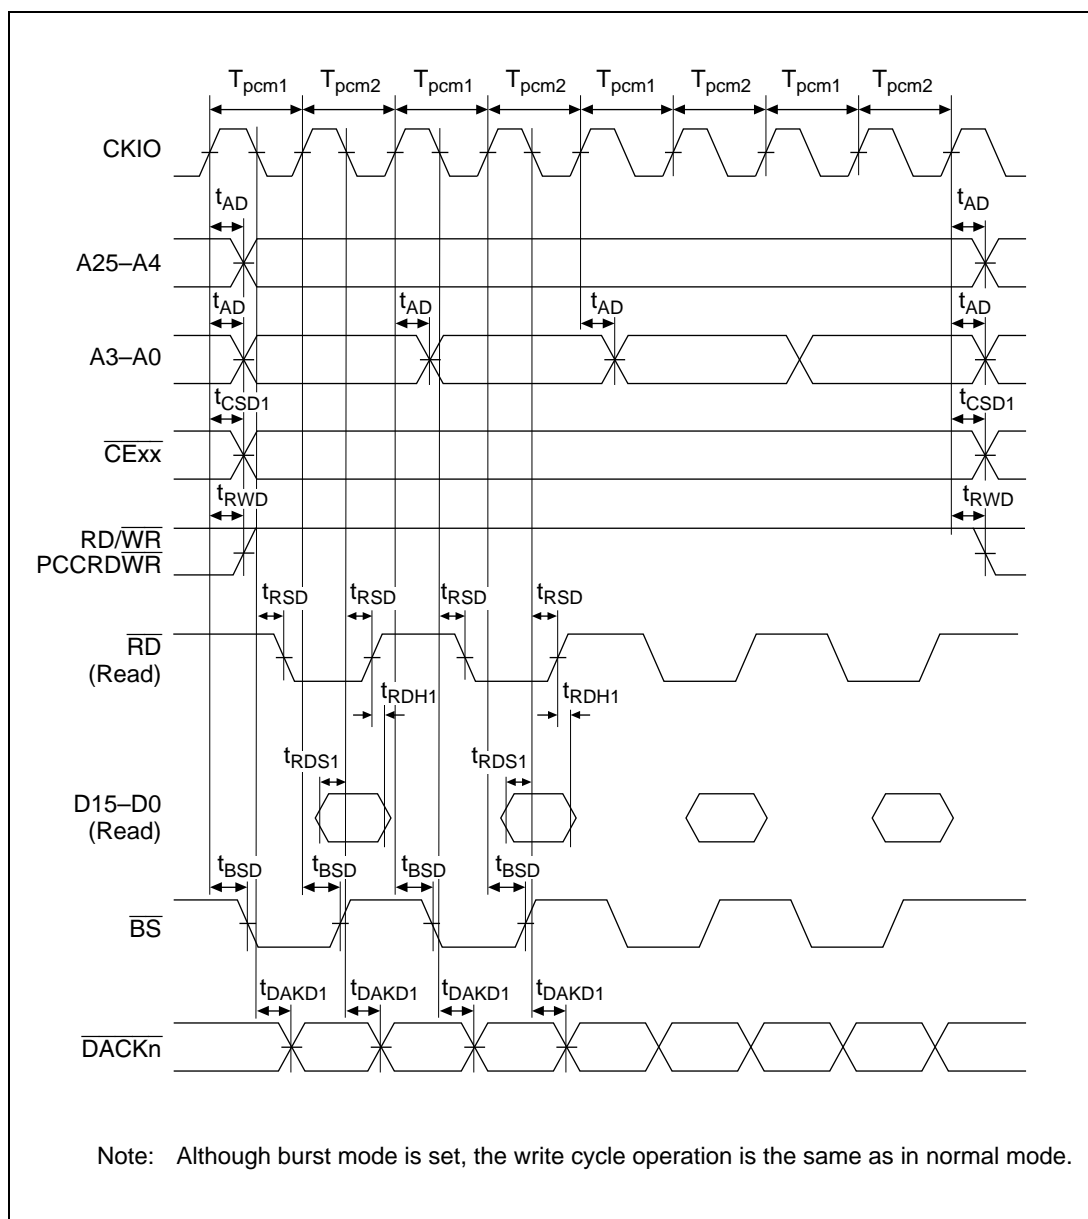 Tpcm1 Tpcm2 Tpcm1 Tpcm2 Tpcm1 Tpcm2 Tpcm1 Tpcm2
CKIO
tAD tAD
A25–A4
tAD tAD tAD tAD
A3–A0
tCSD1 tCSD1
CExx
tRWD tRWD
RD/WR
PCCRDWR
tRSD tRSD tRSD tRSD
RD
(Read)
tRDH1 tRDH1
tRDS1 tRDS1
D15–D0
(Read)
tBSD tBSD tBSD tBSD
BS
tDAKD1 tDAKD1 tDAKD1 tDAKD1
DACKn
Note: Although burst mode is set, the write cycle operation is the same as in normal mode.